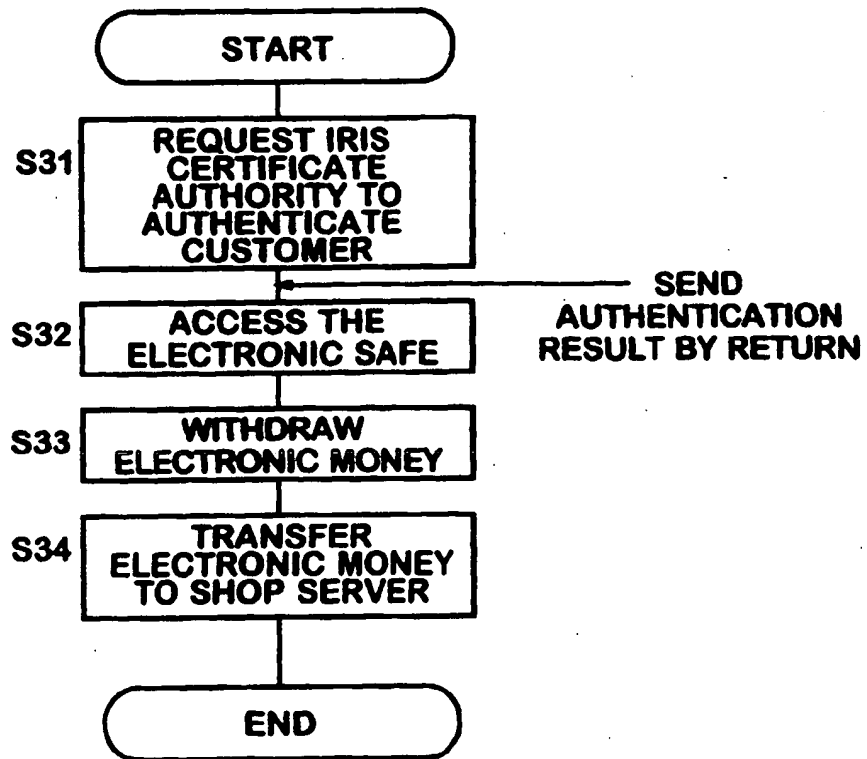 START
S31
REQUEST IRIS
CERTIFICATE
AUTHORITY TO
AUTHENTICATE
CUSTOMER
SEND
AUTHENTICATION
RESULT BY RETURN
S32
ACCESS THE
ELECTRONIC SAFE
S33
WITHDRAW
ELECTRONIC MONEY
S34
TRANSFER
ELECTRONIC MONEY
TO SHOP SERVER
END